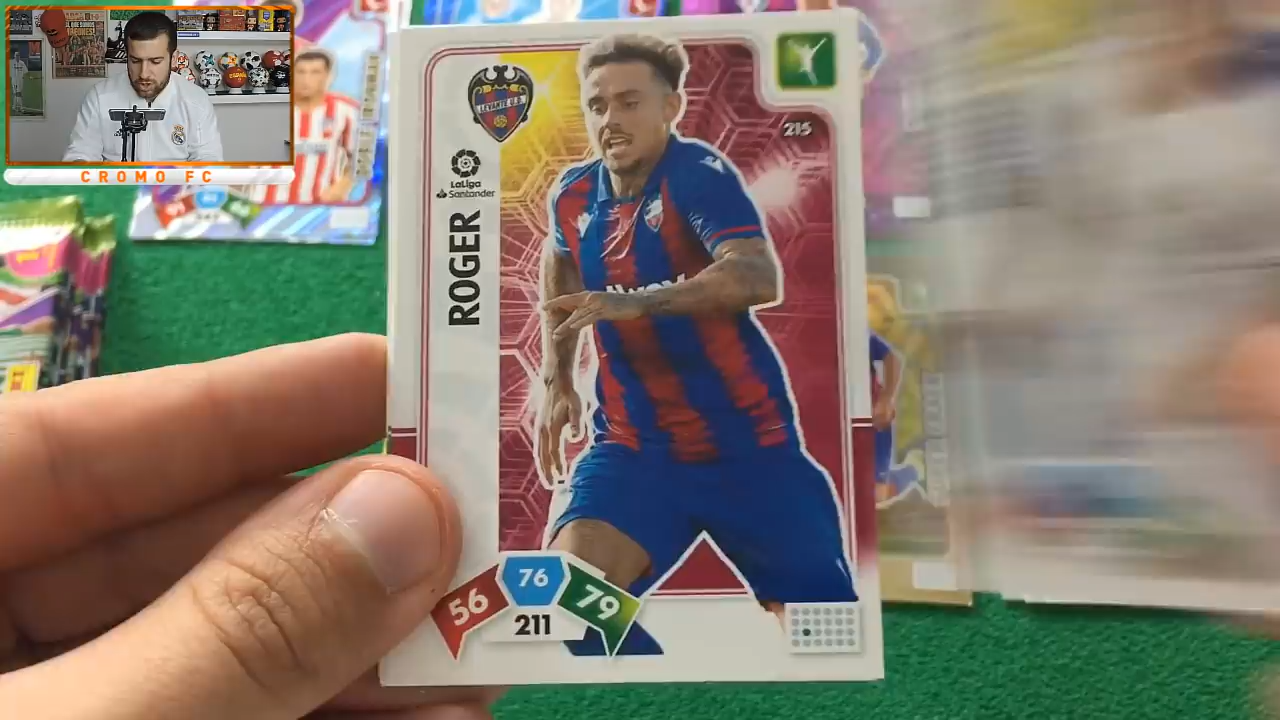 CROMO FC
LEVANTE U.D.
215
LaLiga
Santander
ROGER
56
76
79
211